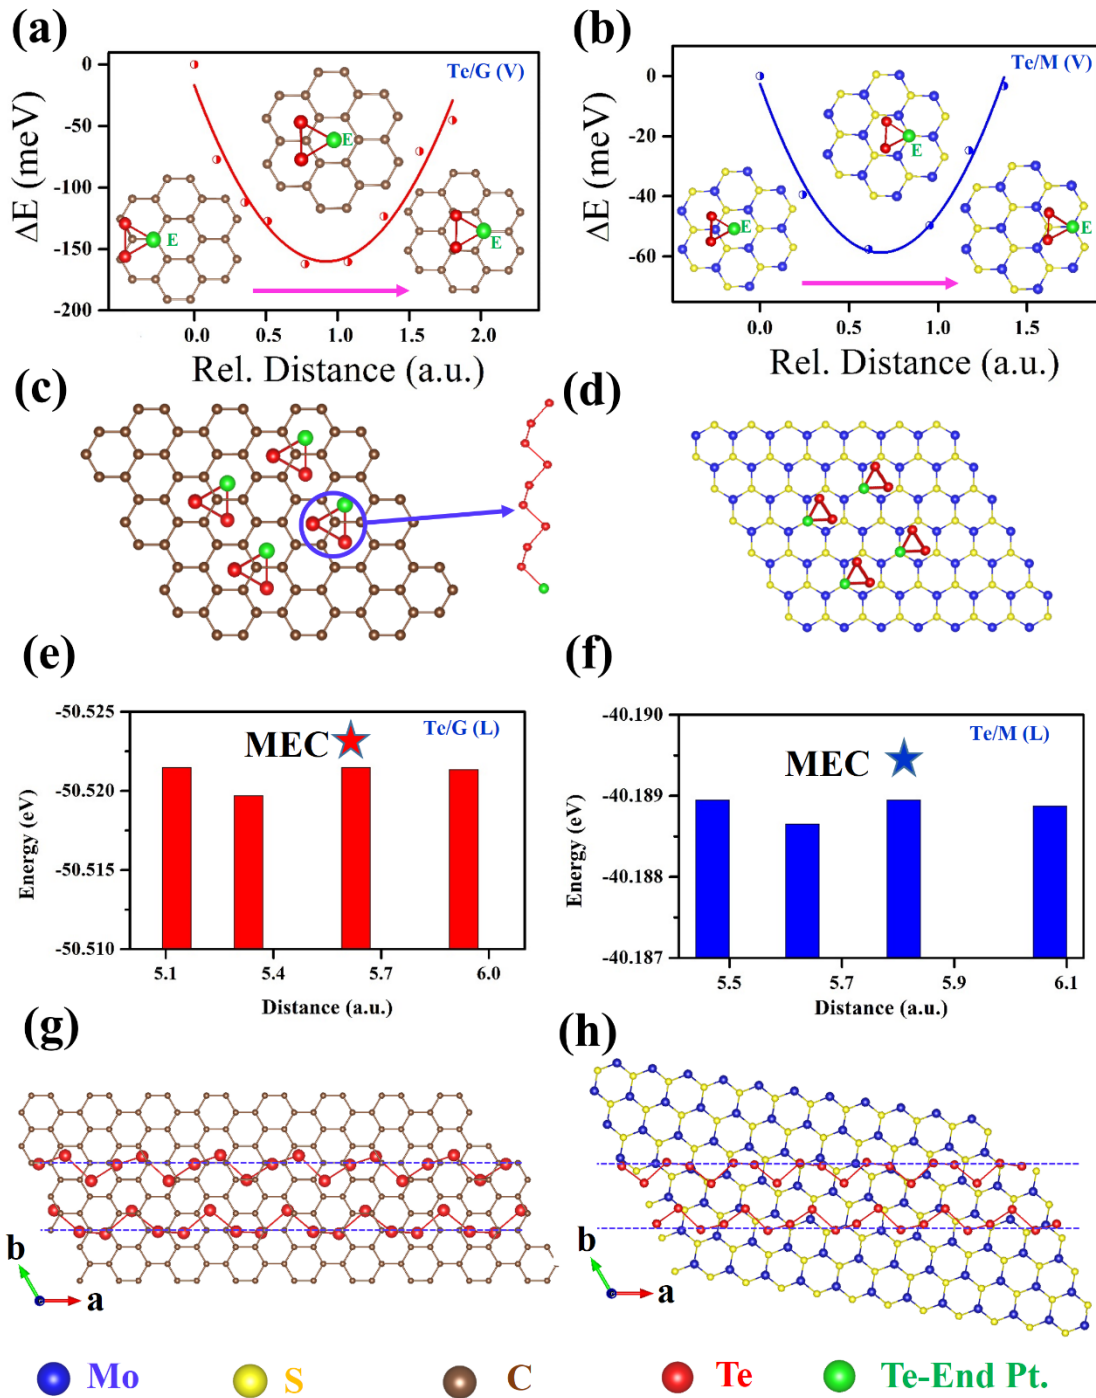 (a)
Te/G (V)
ΔE (meV)
0
-50
-100
-150
-200
E
E
E
0.0 0.5 1.0 1.5 2.0
Rel. Distance (a.u.)
(b)
Te/M (V)
ΔE (meV)
0
-20
-40
-60
E
E
E
0.0 0.5 1.0 1.5
Rel. Distance (a.u.)
(c)
(d)
(e)
Te/G (L)
MEC
Energy (eV)
-50.525
-50.520
-50.515
-50.510
5.1 5.4 5.7 6.0
Distance (a.u.)
(f)
Te/M (L)
MEC
Energy (eV)
-40.190
-40.189
-40.188
-40.187
5.5 5.7 5.9 6.1
Distance (a.u.)
(g)
b
a
(h)
b
a
Mo S C Te Te-End Pt.